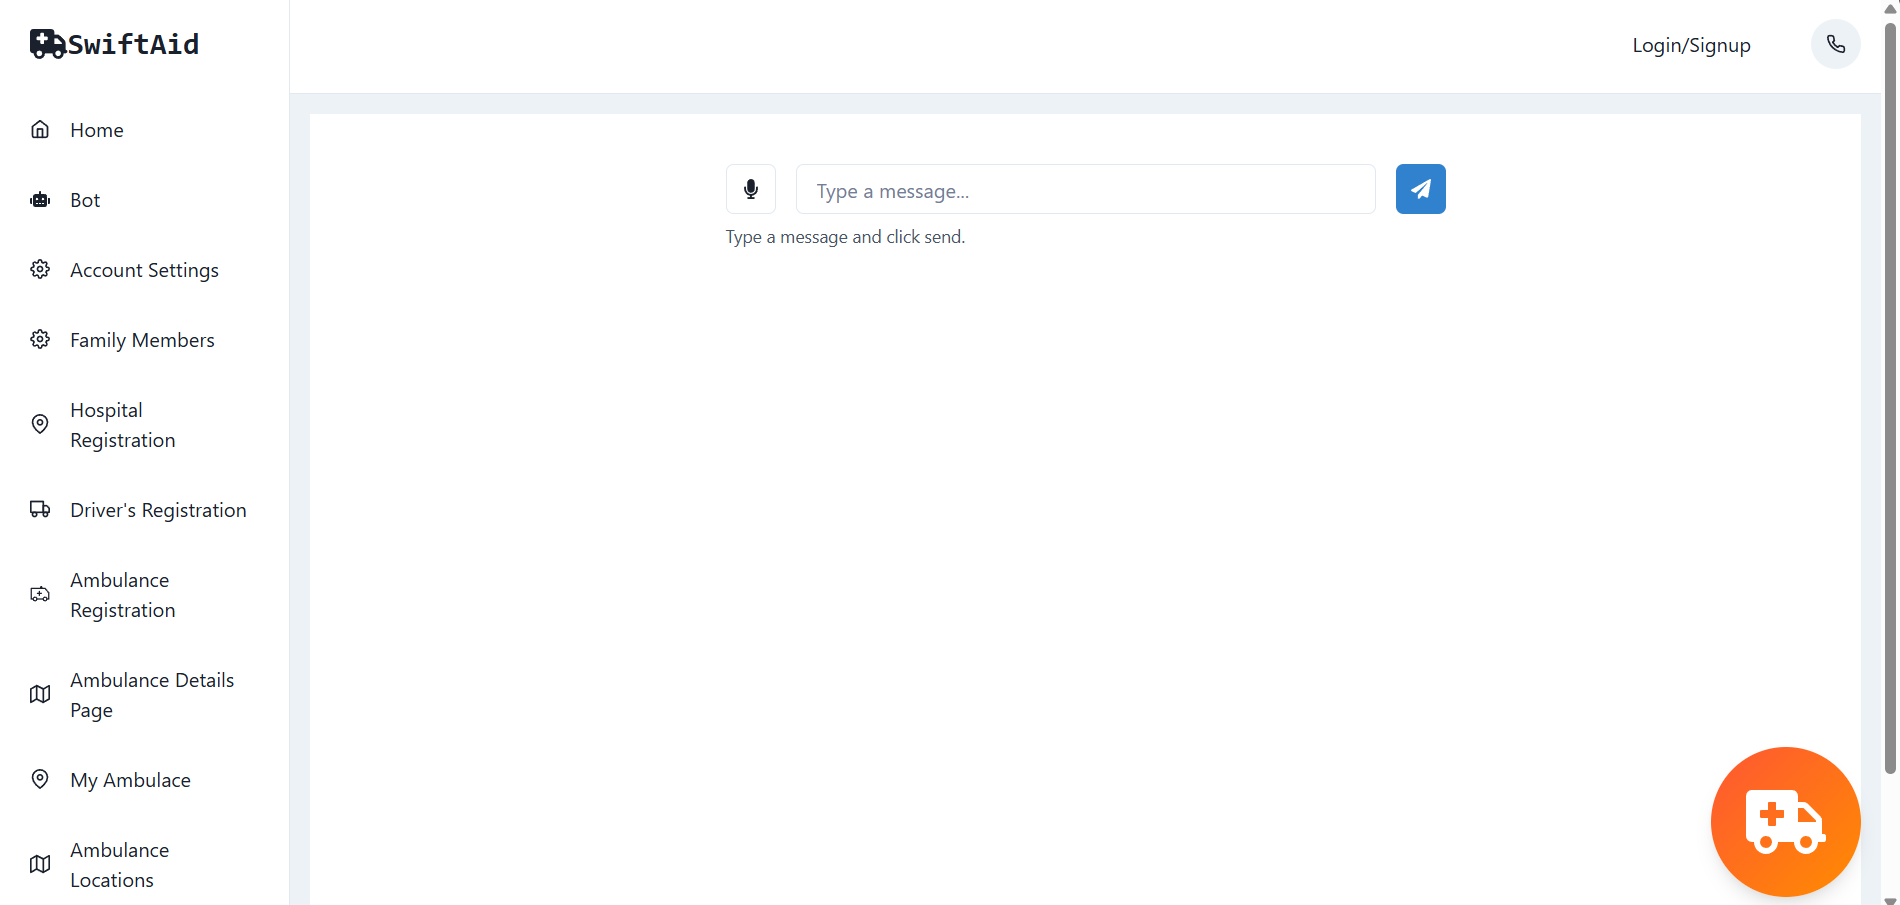 SwiftAid
Login/Signup
Home
Bot
Account Settings
Family Members
Hospital
Registration
Driver's Registration
Ambulance
Registration
Ambulance Details
Page
My Ambulace
Ambulance
Locations
Type a message...
Type a message and click send.